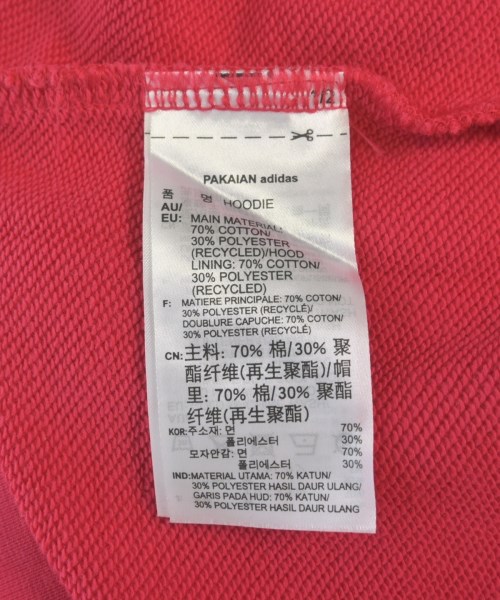 1/2
PAKAIAN adidas
품 명
AU/ HOODIE
EU: MAIN MATERIAL:
70% COTTON/
30% POLYESTER
(RECYCLED)/HOOD
LINING: 70% COTTON/
30% POLYESTER
(RECYCLED)
F: MATIERE PRINCIPALE: 70% COTON/
30% POLYESTER (RECYCLÉ)/
DOUBLURE CAPUCHE: 70% COTON/
30% POLYESTER (RECYCLÉ)
CN: 主料: 70% 棉/30% 聚
酯纤维(再生聚酯)/帽
里: 70% 棉/30% 聚酯
纤维(再生聚酯)
KOR: 주소재: 면 70%
폴리에스터 30%
모자안감: 면 70%
폴리에스터 30%
IND: MATERIAL UTAMA: 70% KATUN/
30% POLYESTER HASIL DAUR ULANG/
GARIS PADA HUD: 70% KATUN/
30% POLYESTER HASIL DAUR ULANG